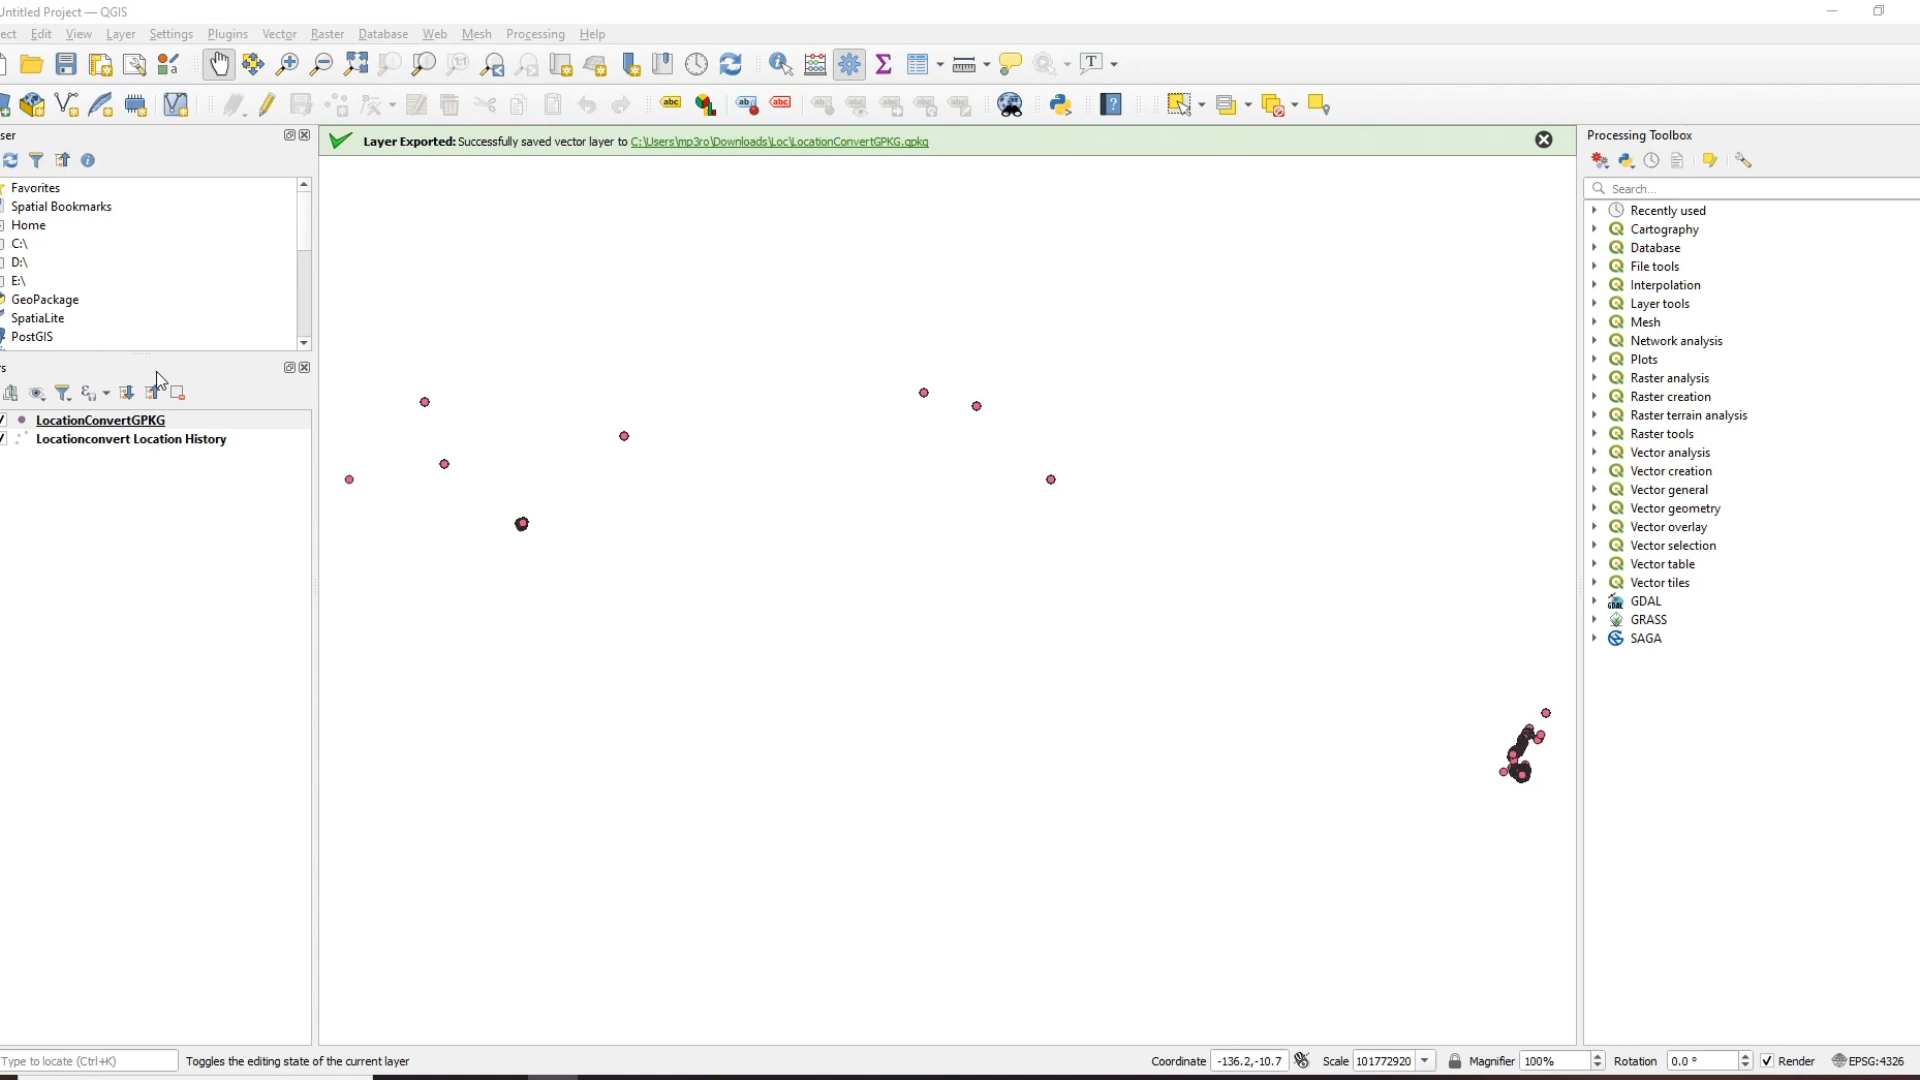 Untitled Project — QGIS
ect Edit View Layer Settings Plugins Vector Raster Database Web Mesh Processing Help
ser
Layer Exported: Successfully saved vector layer to C:\Users\mp3ro\Downloads\Loc\LocationConvertGPKG.gpkg
Favorites
Spatial Bookmarks
Home
C:\
D:\
E:\
GeoPackage
SpatiaLite
PostGIS
rs
LocationConvertGPKG
Locationconvert Location History
Processing Toolbox
Search...
Recently used
Cartography
Database
File tools
Interpolation
Layer tools
Mesh
Network analysis
Plots
Raster analysis
Raster creation
Raster terrain analysis
Raster tools
Vector analysis
Vector creation
Vector general
Vector geometry
Vector overlay
Vector selection
Vector table
Vector tiles
GDAL
GRASS
SAGA
Type to locate (Ctrl+K) Toggles the editing state of the current layer Coordinate -136.2,-10.7 Scale 101772920 Magnifier 100% Rotation 0.0 ° Render EPSG:4326